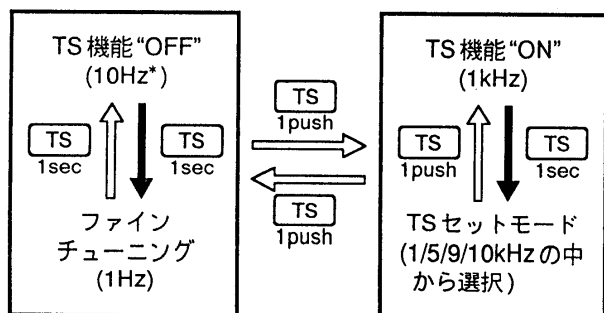 TS機能“OFF”
(10Hz*)
TS
1sec
TS
1sec
ファイン
チューニング
(1Hz)
TS
1push
TS
1push
TS機能“ON”
(1kHz)
TS
1push
TS
1sec
TSセットモード
(1/5/9/10kHzの中
から選択)